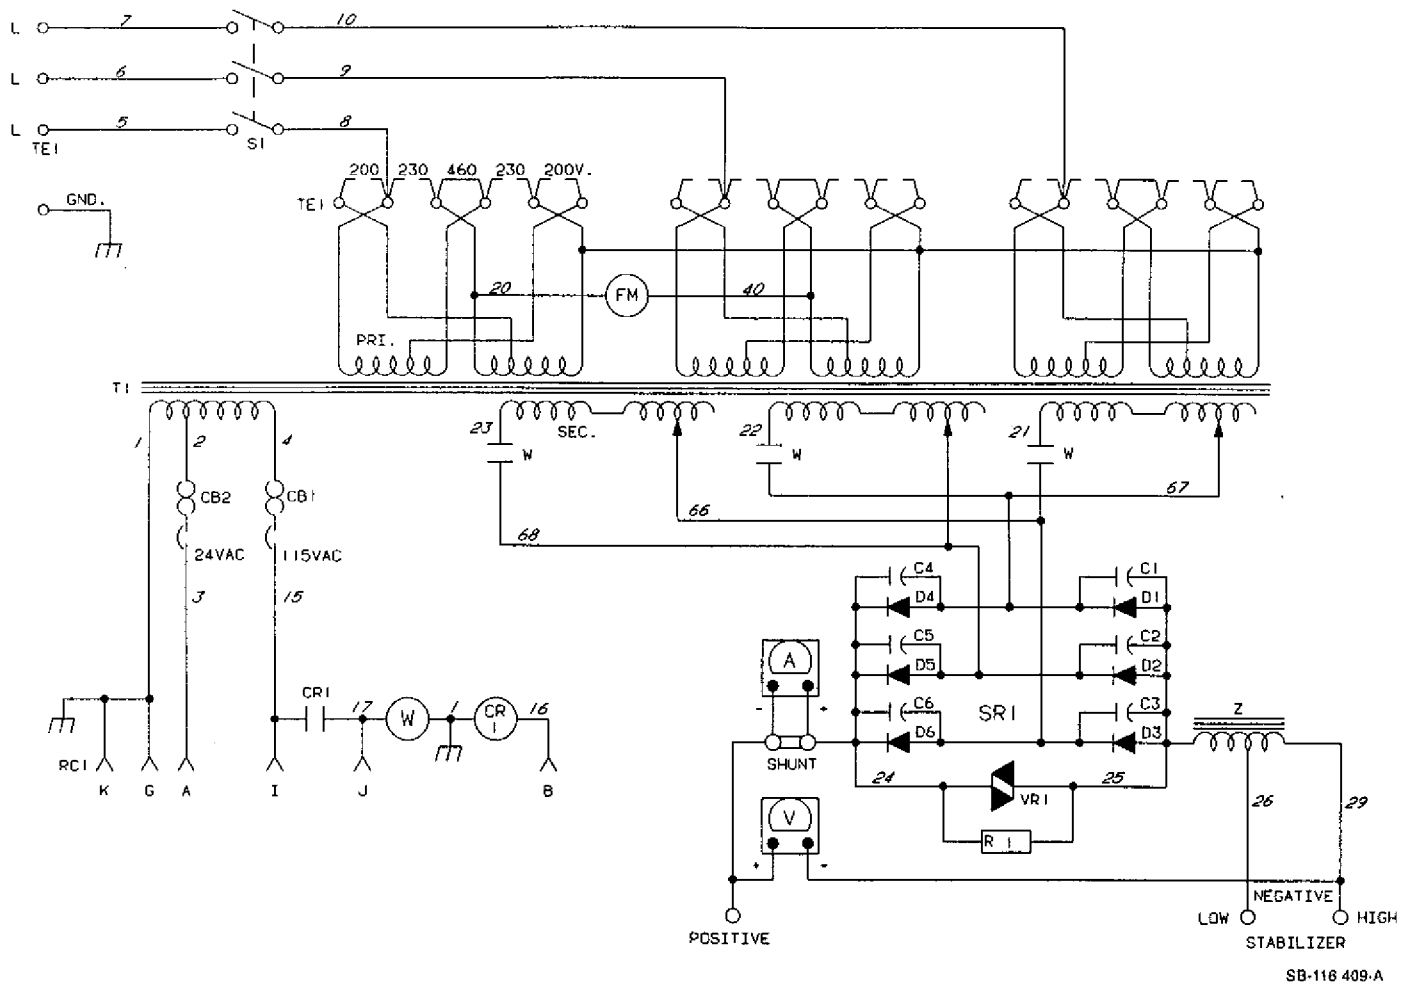 L 7 10
L 6 9
L 5 8
TE1 S1
200 230 460 230 200V.
GND. TE1
20 FM 40
PRI.
T1
1 2 4 23 SEC. 22 21
W W W
CB2 CB1 66 67
68
24VAC 115VAC
3 15
C4 C1
D4 D1
C5 C2
D5 D2
A
- +
C6 SR1 C3
D6 D3
Z
CR1
17 W 1 CR 1 16
SHUNT
RC1
K G A I J B
24 VR1 25
26 29
V
R 1
+ -
NEGATIVE
POSITIVE
LOW HIGH
STABILIZER
SB-116 409-A